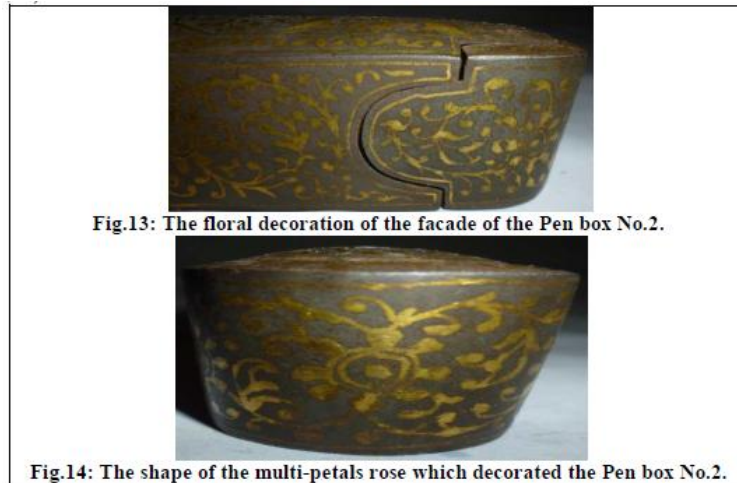 Fig.13: The floral decoration of the facade of the Pen box No.2.
Fig.14: The shape of the multi-petals rose which decorated the Pen box No.2.